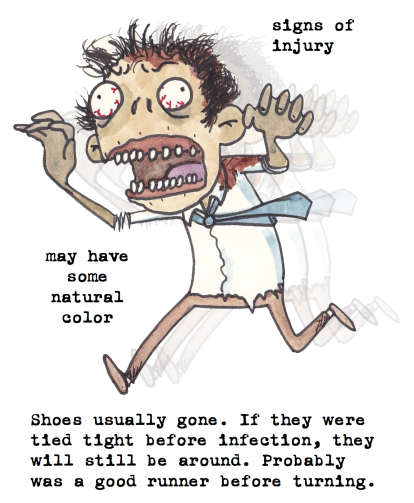 signs of
injury
may have
some
natural
color
Shoes usually gone. If they were
tied tight before infection, they
will still be around. Probably
was a good runner before turning.